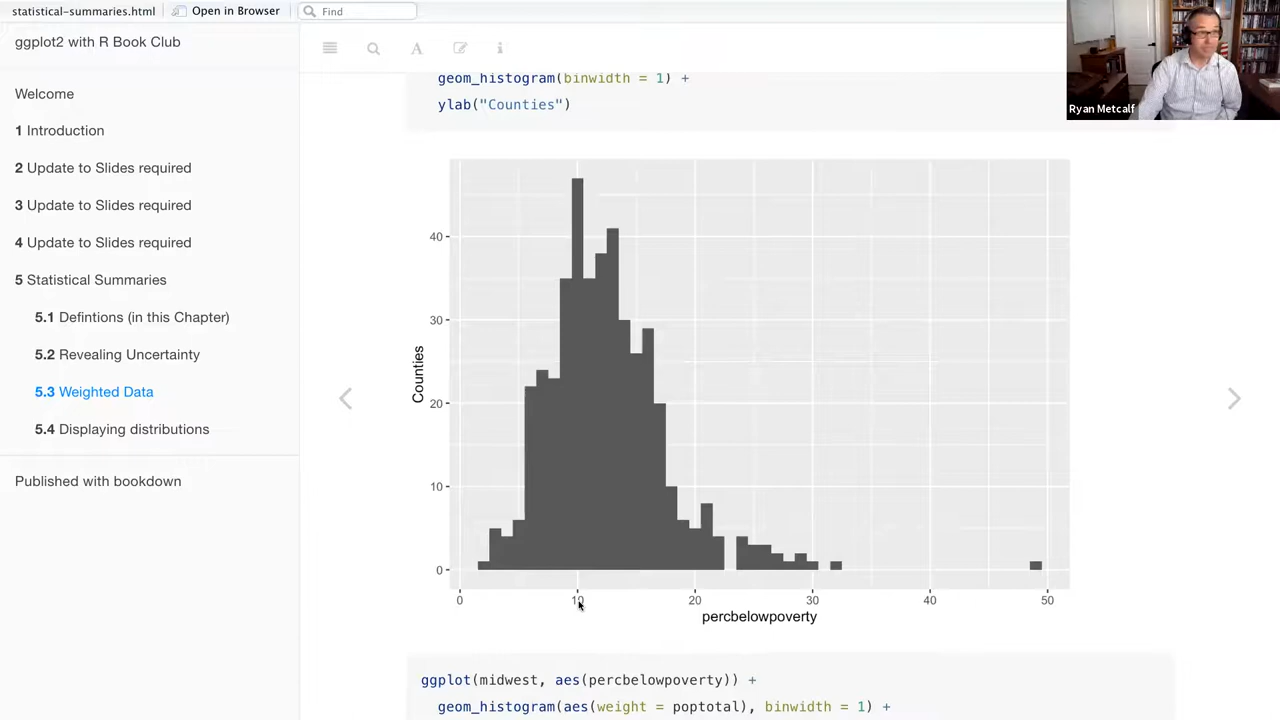 statistical-summaries.html Open in Browser Find
ggplot2 with R Book Club
Welcome
1 Introduction
2 Update to Slides required
3 Update to Slides required
4 Update to Slides required
5 Statistical Summaries
5.1 Defintions (in this Chapter)
5.2 Revealing Uncertainty
5.3 Weighted Data
5.4 Displaying distributions
Published with bookdown
A
geom_histogram(binwidth = 1) +
ylab("Counties")
Ryan Metcalf
Counties
40
30
20
10
0
0 10 20 30 40 50
percbelowpoverty
ggplot(midwest, aes(percbelowpoverty)) +
geom_histogram(aes(weight = poptotal), binwidth = 1) +